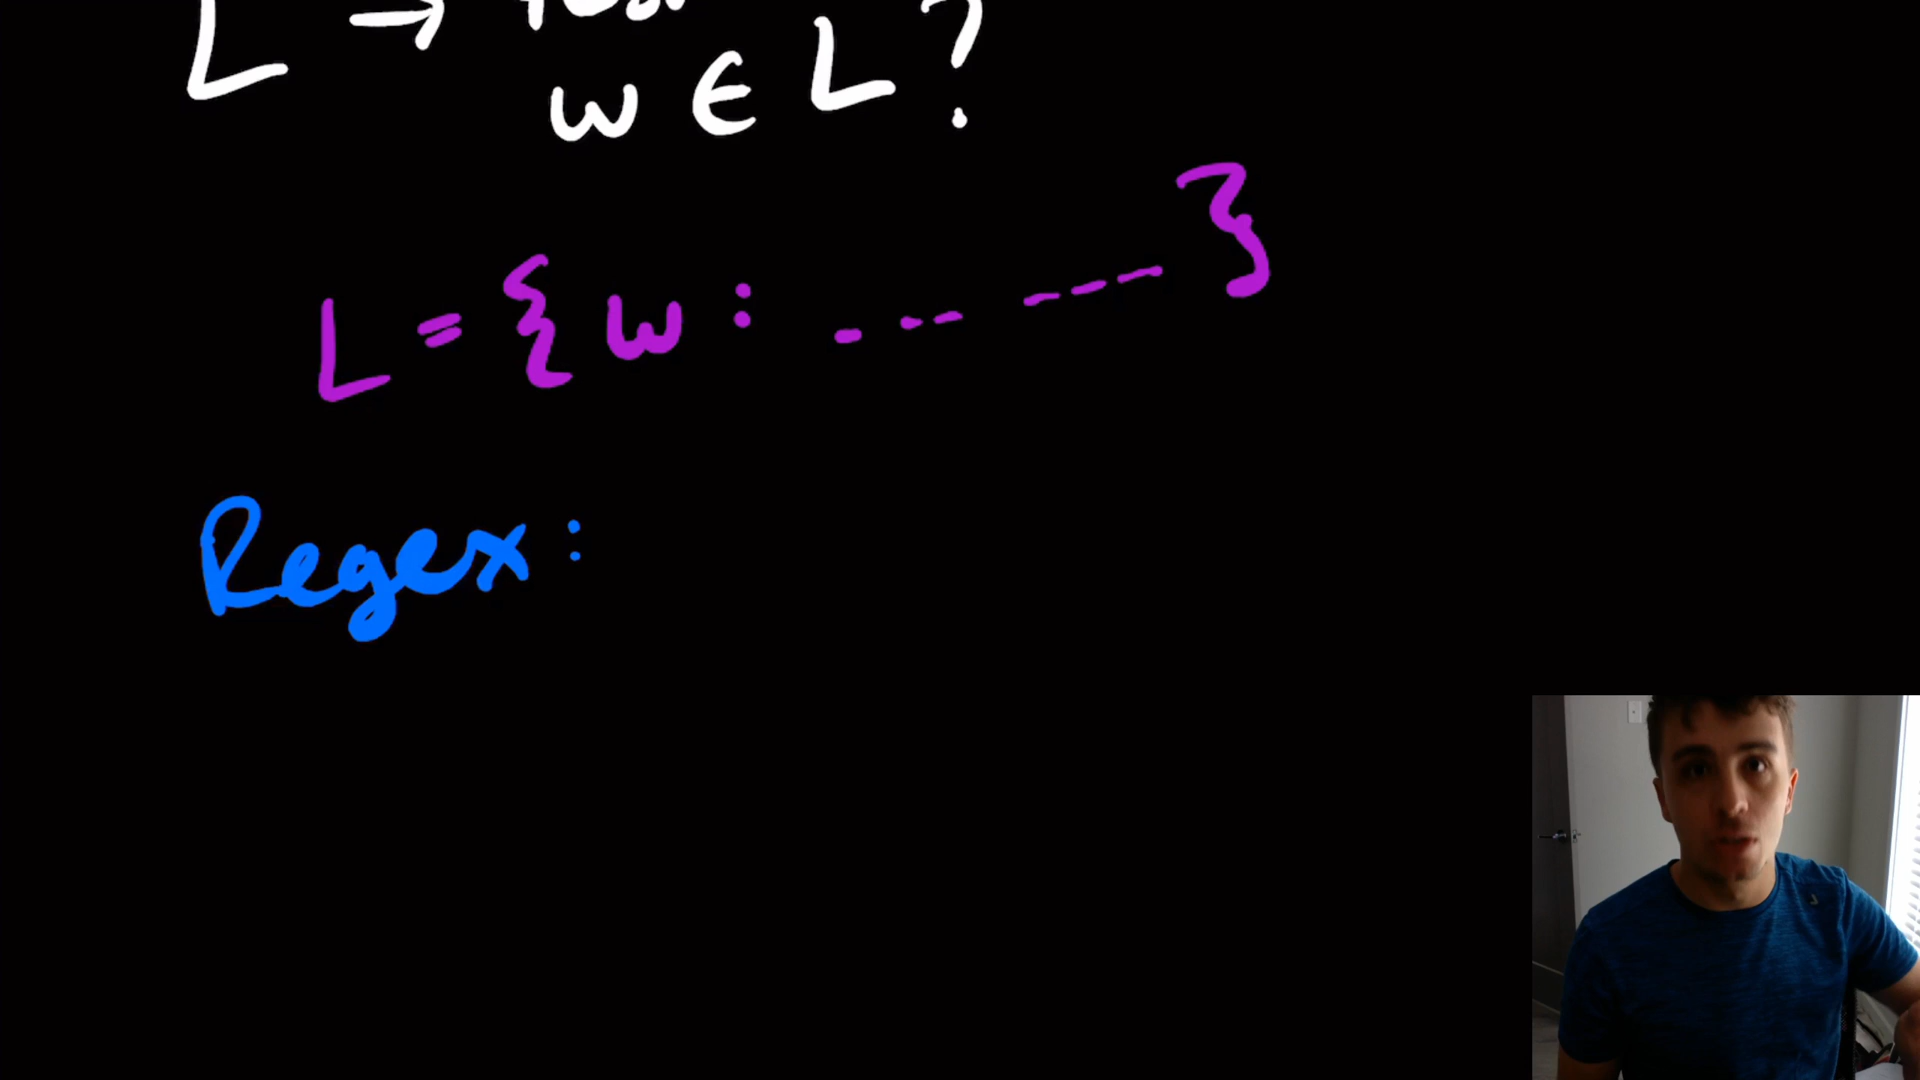 L →
w ∈ L ?
L = { w : _ _ _ _ _ _ }
Regex :